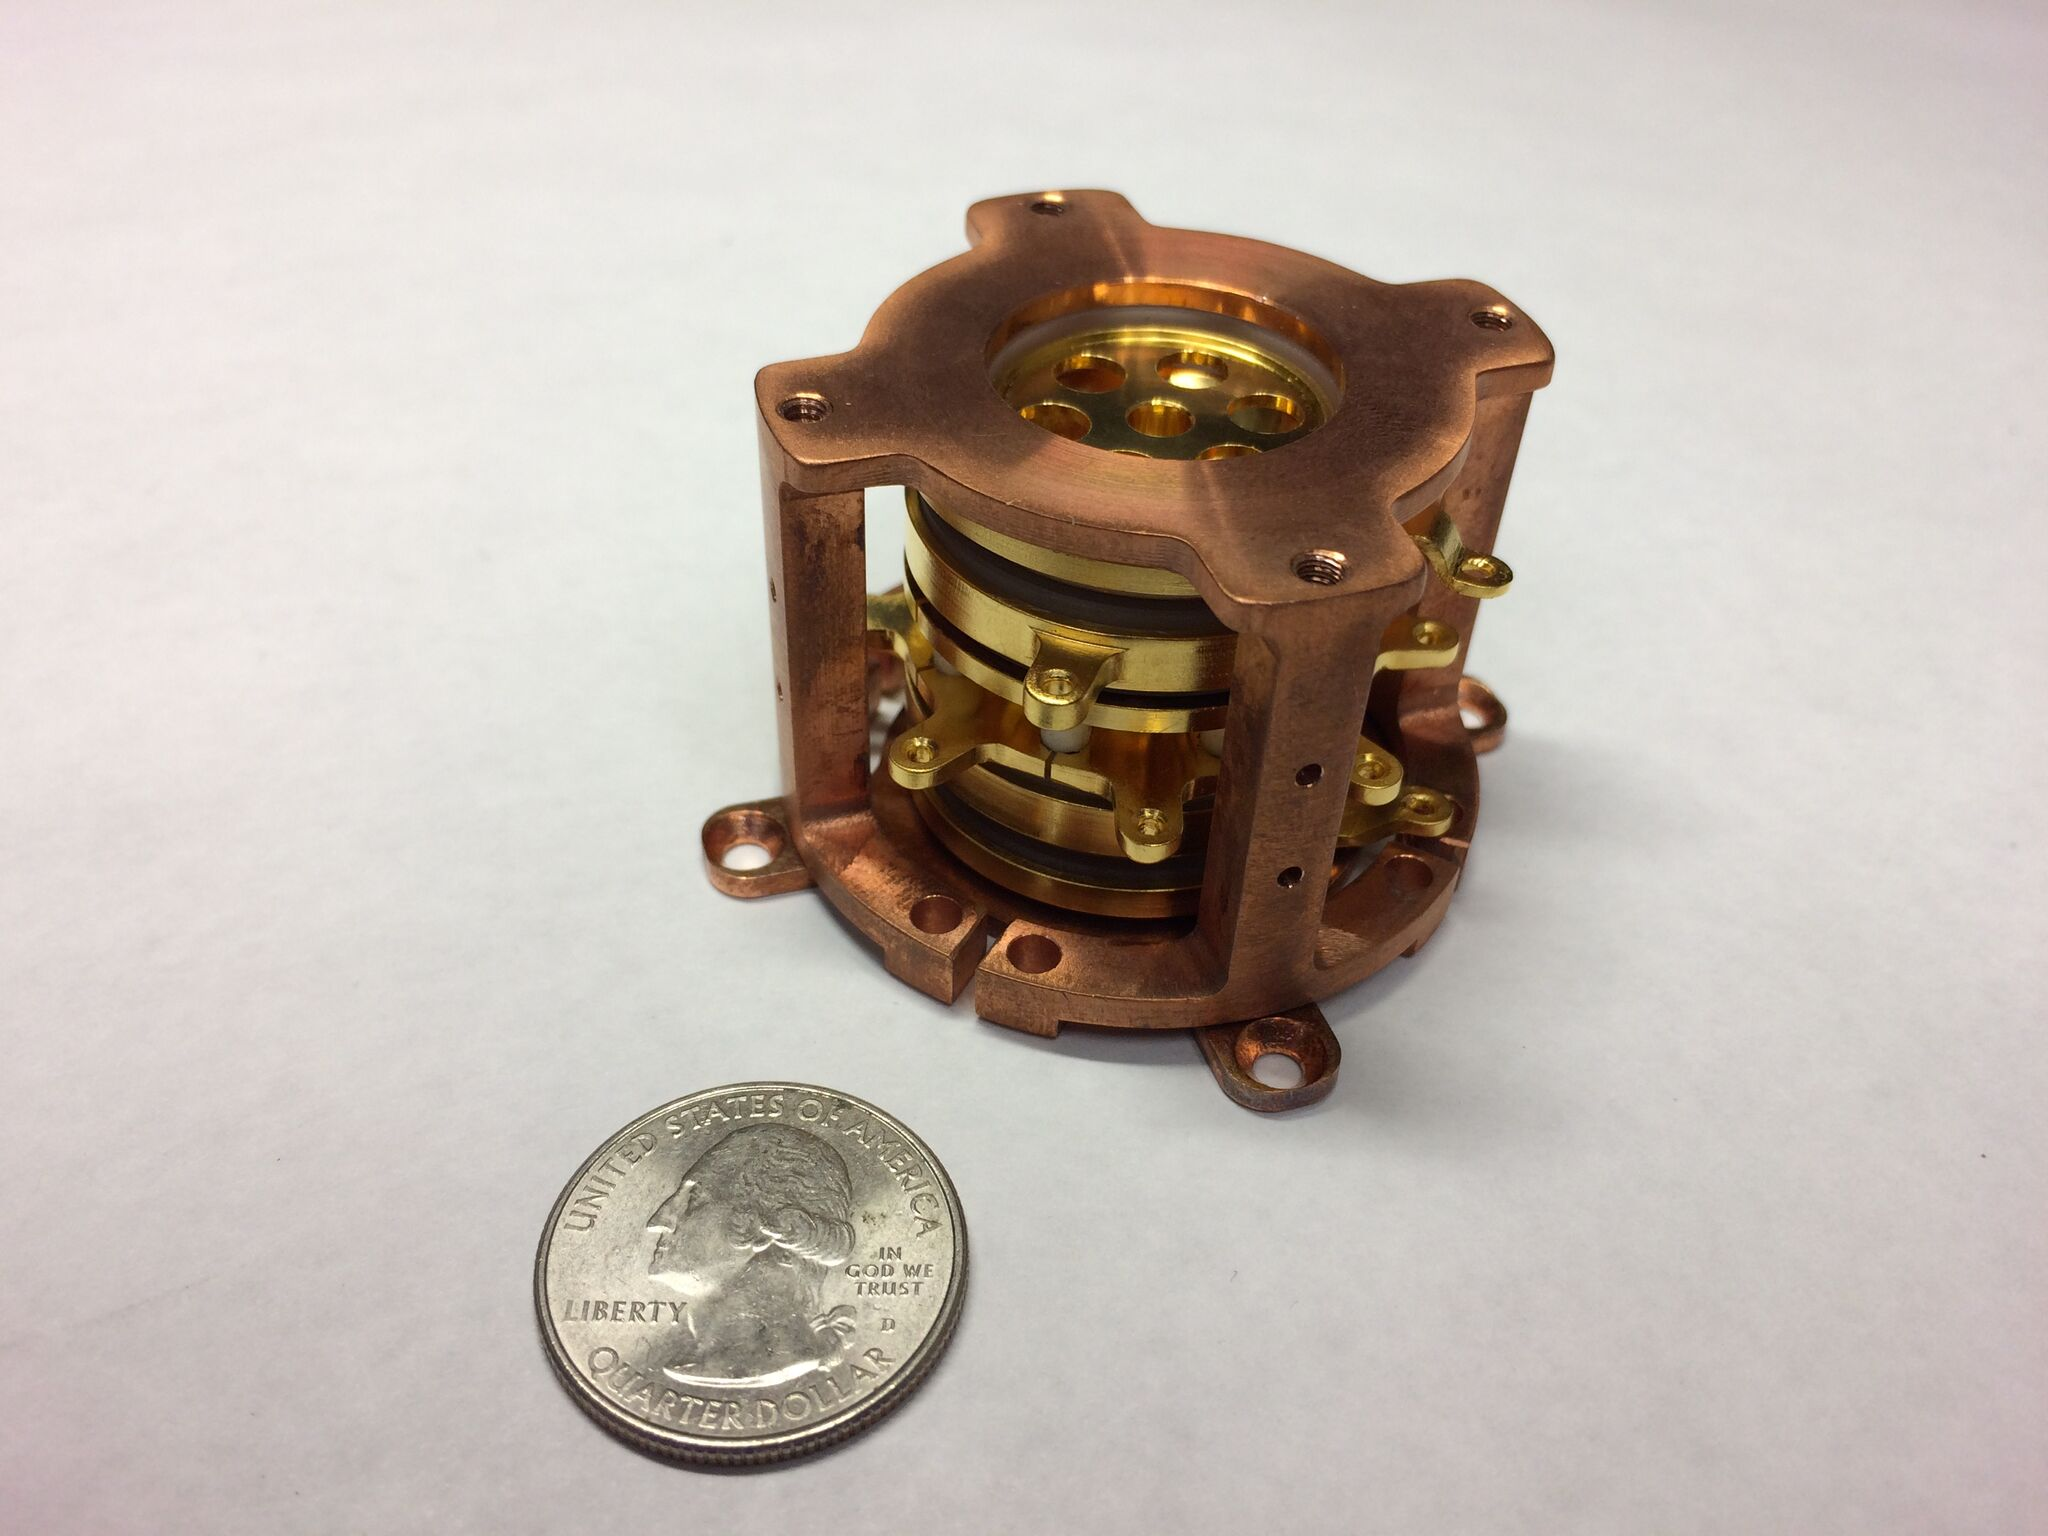 UNITED STATES OF AMERICA
IN
GOD WE
TRUST
LIBERTY
D
QUARTER DOLLAR